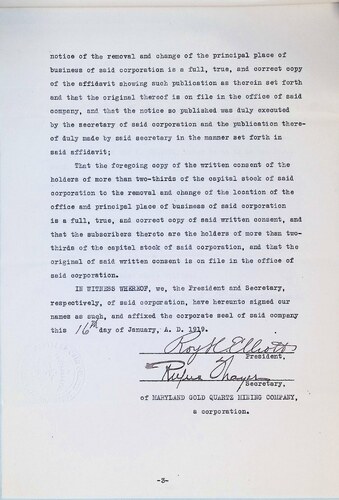 notice of the removal and change of the principal place of
business of said corporation is a full, true, and correct copy
of the affidavit showing such publication as therein set forth
and that the original thereof is on file in the office of said
company, and that the notice so published was duly executed
by the secretary of said corporation and the publication there-
of duly made by said secretary in the manner set forth in
said affidavit;
That the foregoing copy of the written consent of the
holders of more than two-thirds of the capital stock of said
corporation to the removal and change of the location of the
office and principal place of business of said corporation
is a full, true, and correct copy of said written consent, and
that the subscribers thereto are the holders of more than two-
thirds of the capital stock of said corporation, and that the
original of said written consent is on file in the office of
said corporation.
IN WITNESS WHEREOF, we, the President and Secretary,
respectively, of said corporation, have hereunto signed our
names as such, and affixed the corporate seal of said company
this 16th day of January, A. D. 1919.
Roy H Elliott
President,
Rufus Thayer
Secretary,
of MARYLAND GOLD QUARTZ MINING COMPANY,
a corporation.
-3-